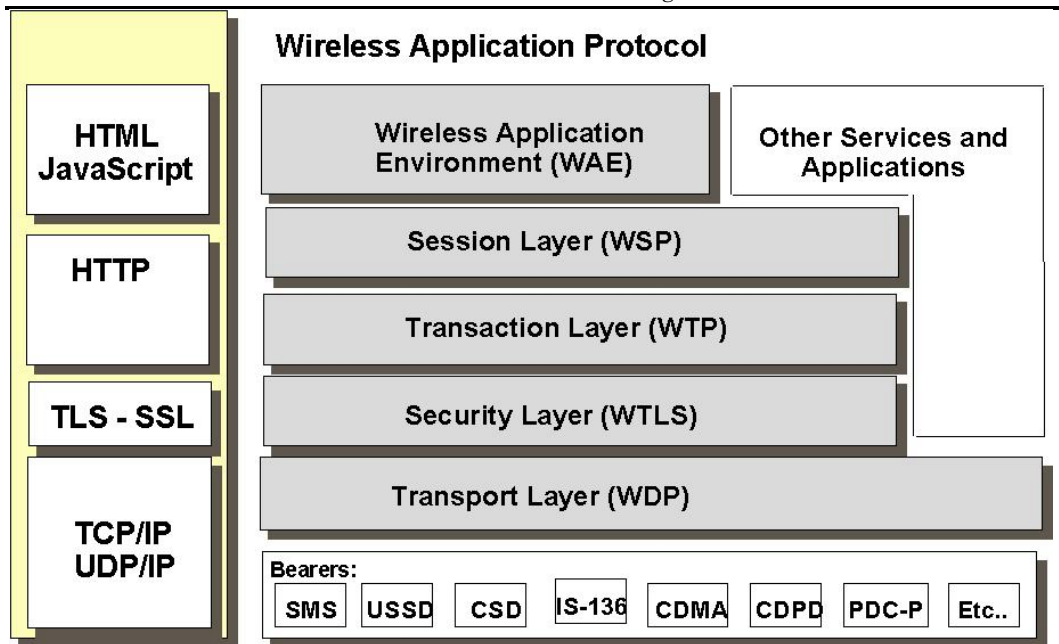 Wireless Application Protocol
HTML
JavaScript
Wireless Application
Environment (WAE)
Other Services and
Applications
HTTP
Session Layer (WSP)
Transaction Layer (WTP)
TLS - SSL
Security Layer (WTLS)
TCP/IP
UDP/IP
Transport Layer (WDP)
Bearers:
SMS
USSD
CSD
IS-136
CDMA
CDPD
PDC-P
Etc..